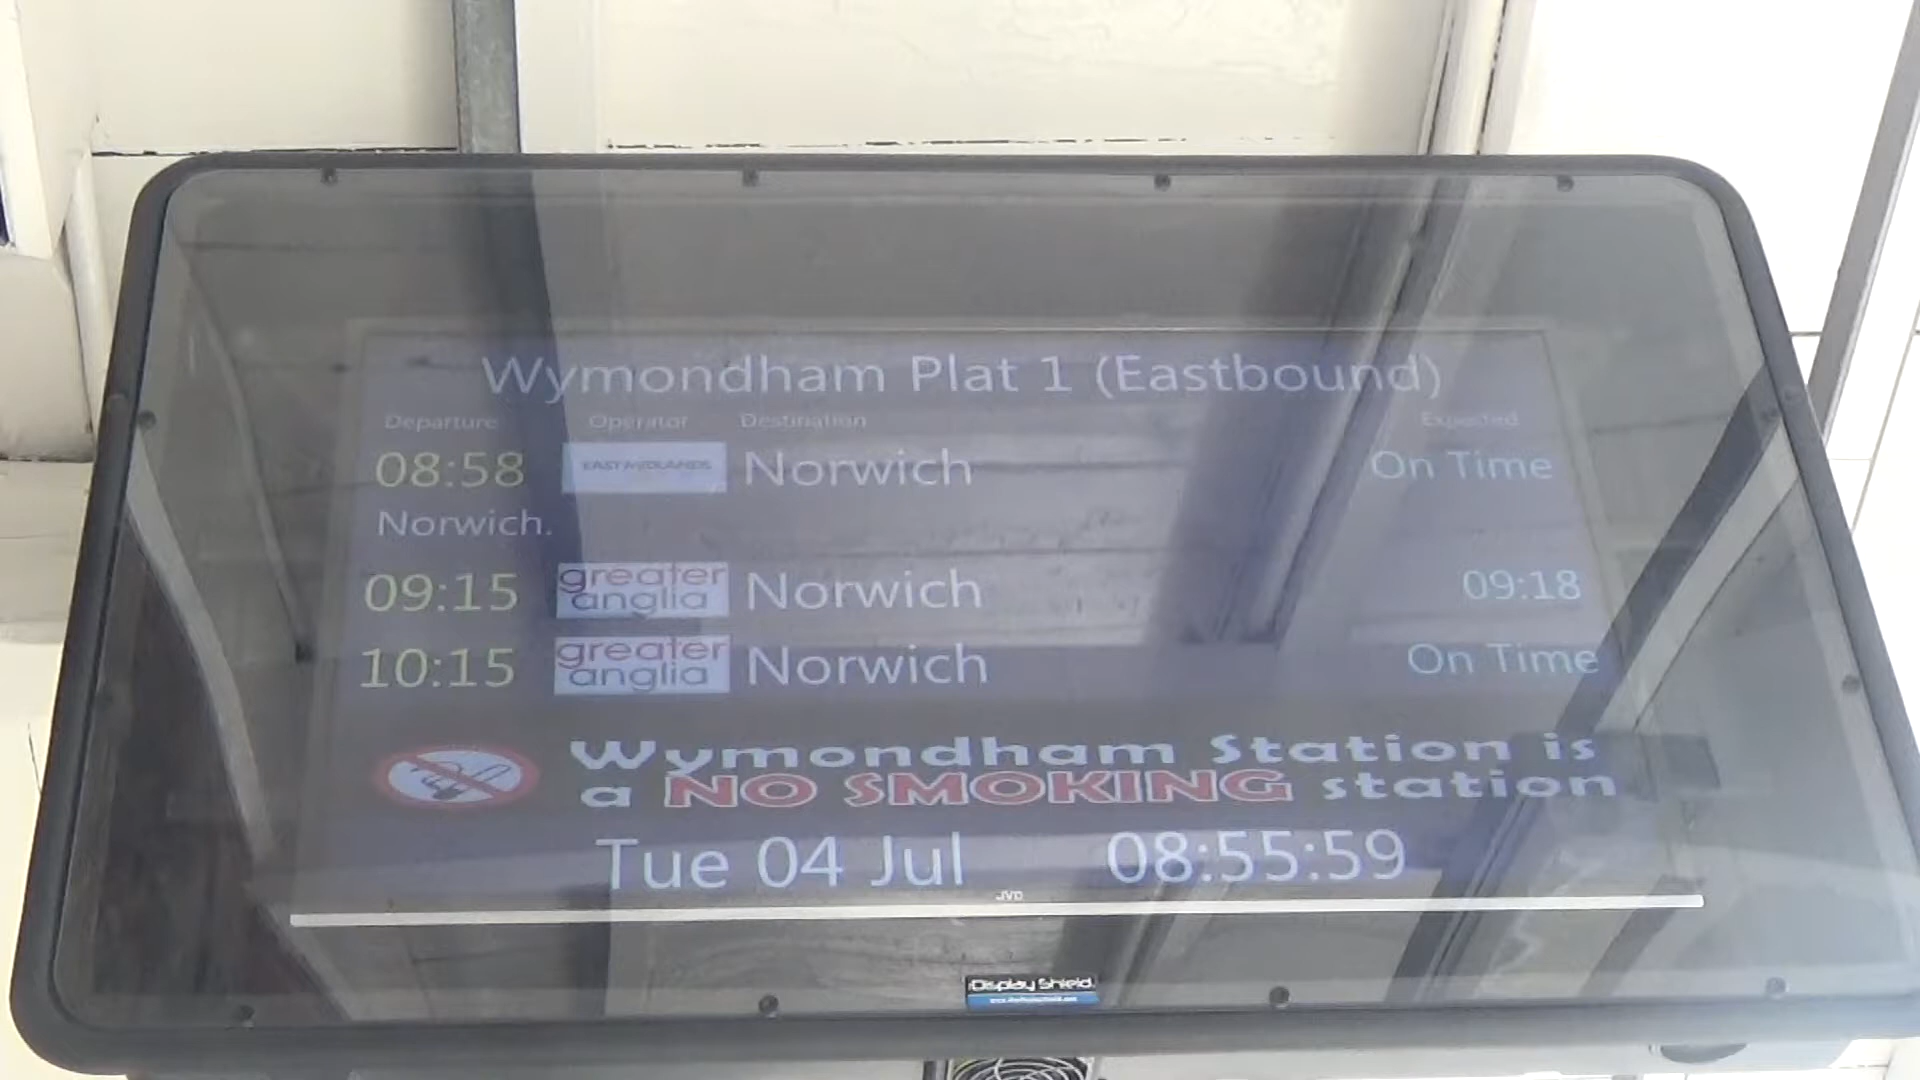 Wymondham Plat 1 (Eastbound)
Departure Operator Destination Expected
08:58 EAST MIDLANDS Norwich On Time
Norwich.
09:15 greater anglia Norwich 09:18
10:15 greater anglia Norwich On Time
Wymondham Station is
a NO SMOKING station
Tue 04 Jul 08:55:59
JVC
Display Shield